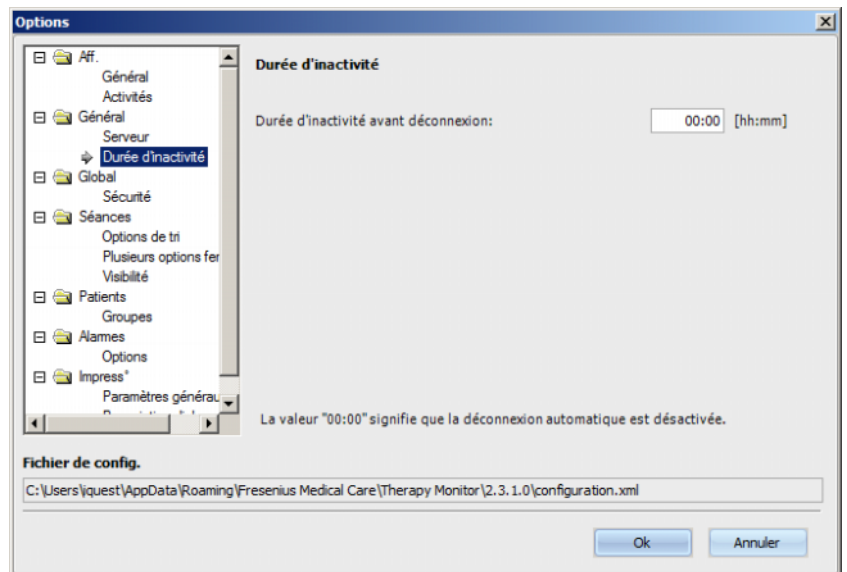 Options
Aff.
Général
Activités
Général
Serveur
Durée d'inactivité
Global
Sécurité
Séances
Options de tri
Plusieurs options fer
Visibilité
Patients
Groupes
Alarmes
Options
Impress°
Paramètres générau
Durée d'inactivité
Durée d'inactivité avant déconnexion: 00:00 [hh:mm]
La valeur "00:00" signifie que la déconnexion automatique est désactivée.
Fichier de config.
C:\Users\iquest\AppData\Roaming\Fresenius Medical Care\Therapy Monitor\2.3.1.0\configuration.xml
Ok Annuler